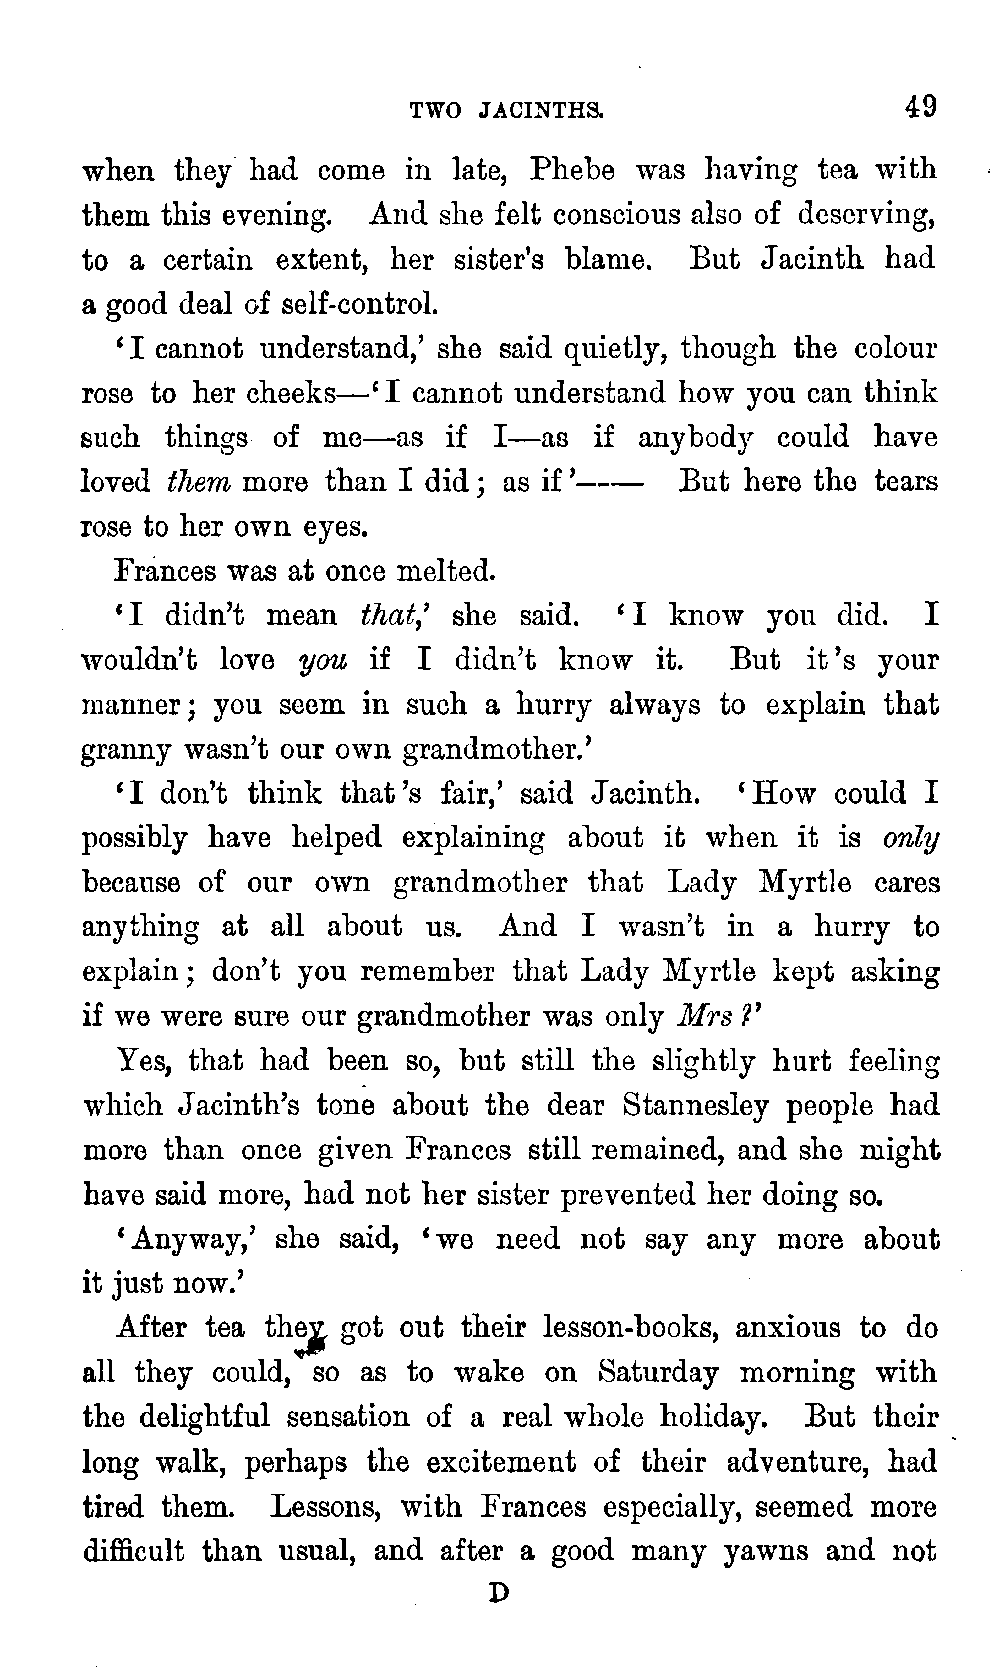 TWO JACINTHS. 49
when they had come in late, Phebe was having tea with
them this evening. And she felt conscious also of deserving,
to a certain extent, her sister's blame. But Jacinth had
a good deal of self-control.
‘I cannot understand,’ she said quietly, though the colour
rose to her cheeks—‘I cannot understand how you can think
such things of me—as if I—as if anybody could have
loved them more than I did; as if’—— But here the tears
rose to her own eyes.
Frances was at once melted.
‘I didn’t mean that,’ she said. ‘I know you did. I
wouldn’t love you if I didn’t know it. But it’s your
manner; you seem in such a hurry always to explain that
granny wasn’t our own grandmother.’
‘I don’t think that’s fair,’ said Jacinth. ‘How could I
possibly have helped explaining about it when it is only
because of our own grandmother that Lady Myrtle cares
anything at all about us. And I wasn’t in a hurry to
explain; don’t you remember that Lady Myrtle kept asking
if we were sure our grandmother was only Mrs?’
Yes, that had been so, but still the slightly hurt feeling
which Jacinth’s tone about the dear Stannesley people had
more than once given Frances still remained, and she might
have said more, had not her sister prevented her doing so.
‘Anyway,’ she said, ‘we need not say any more about
it just now.’
After tea they got out their lesson-books, anxious to do
all they could, so as to wake on Saturday morning with
the delightful sensation of a real whole holiday. But their
long walk, perhaps the excitement of their adventure, had
tired them. Lessons, with Frances especially, seemed more
difficult than usual, and after a good many yawns and not
D